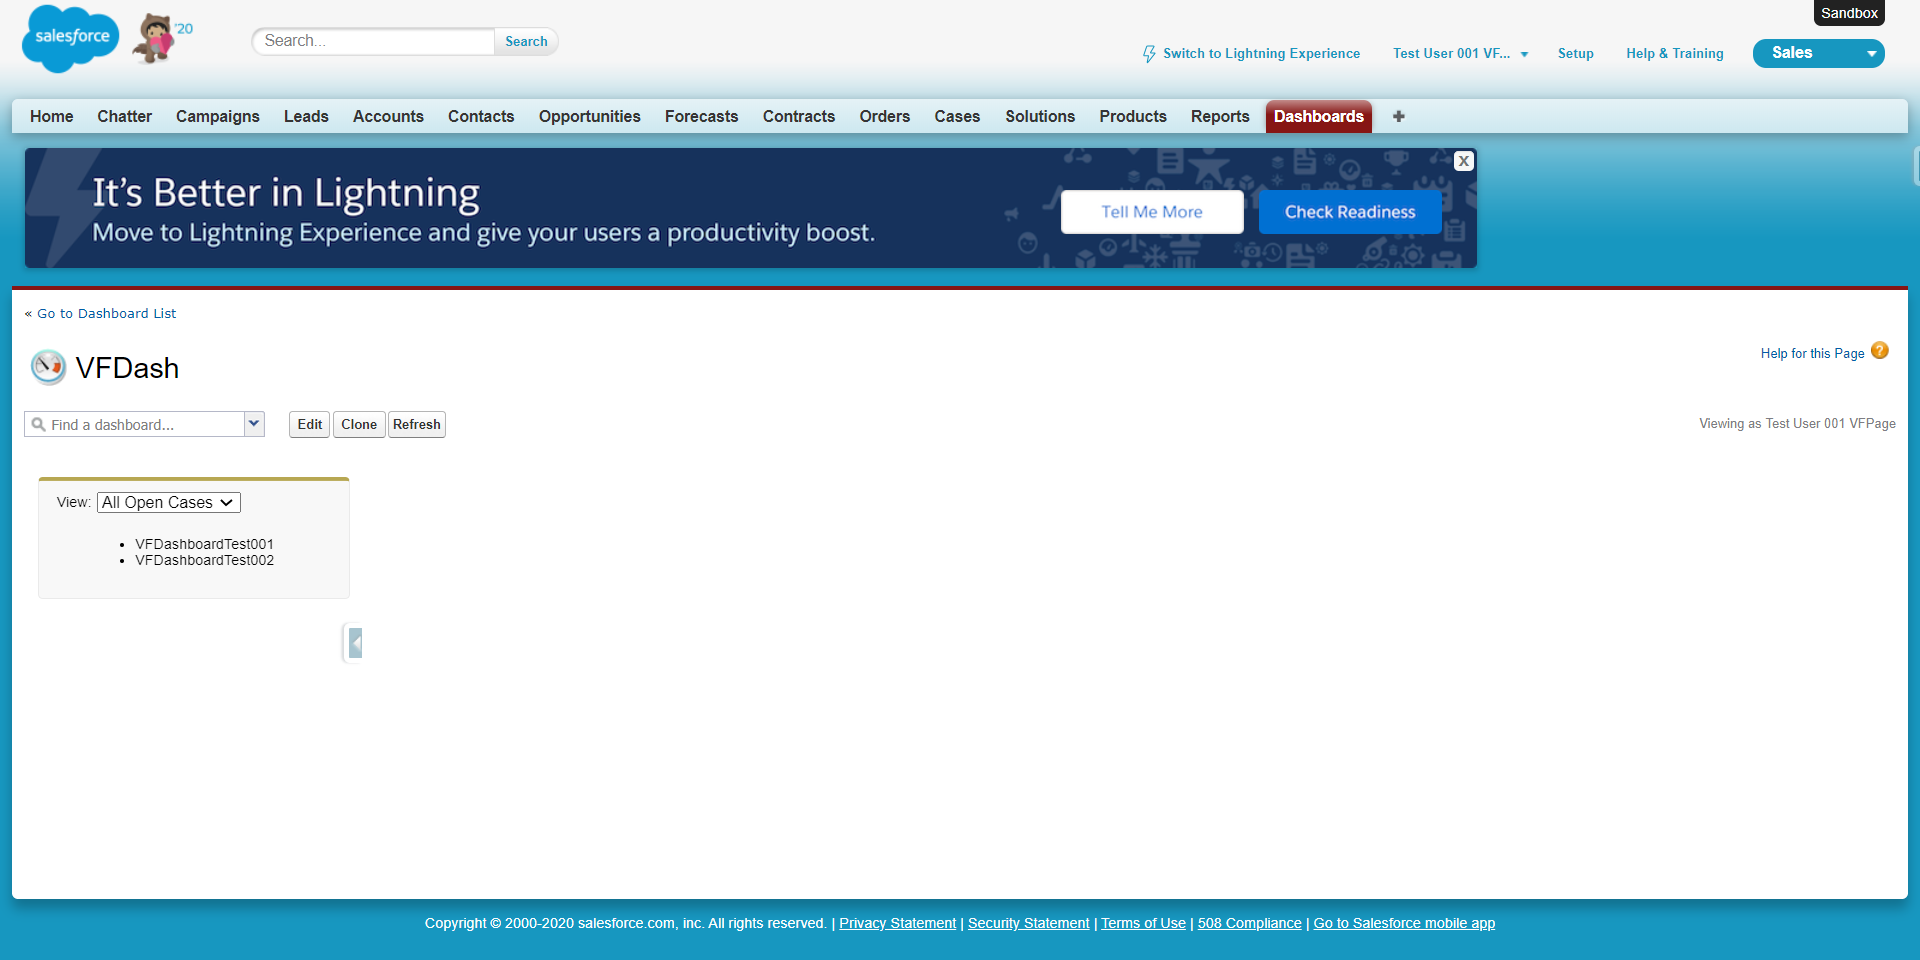 Sandbox
salesforce
'20
Search...
Search
Switch to Lightning Experience
Test User 001 VF...
Setup
Help & Training
Sales
Home Chatter Campaigns Leads Accounts Contacts Opportunities Forecasts Contracts Orders Cases Solutions Products Reports Dashboards +
It's Better in Lightning
Move to Lightning Experience and give your users a productivity boost.
Tell Me More
Check Readiness
X
« Go to Dashboard List
VFDash
Help for this Page ?
Find a dashboard...
Edit
Clone
Refresh
Viewing as Test User 001 VFPage
View: All Open Cases
• VFDashboardTest001
• VFDashboardTest002
Copyright © 2000-2020 salesforce.com, inc. All rights reserved. | Privacy Statement | Security Statement | Terms of Use | 508 Compliance | Go to Salesforce mobile app